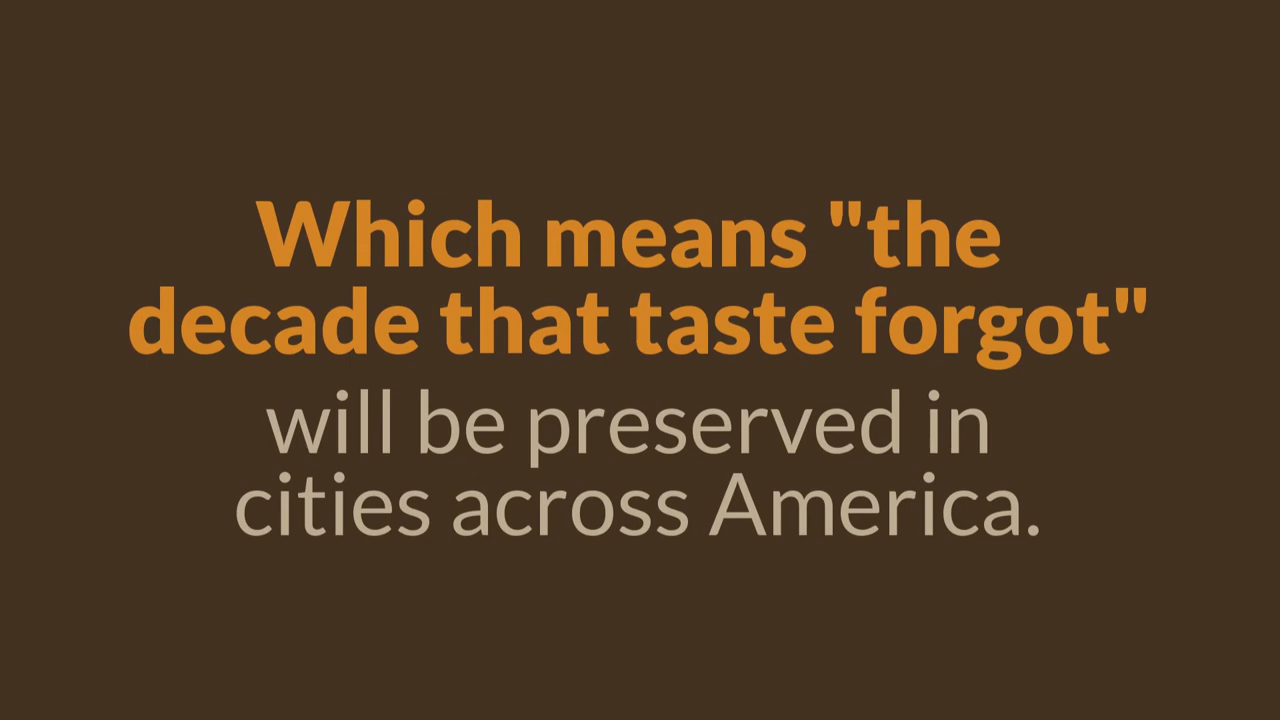 Which means "the
decade that taste forgot"
will be preserved in
cities across America.